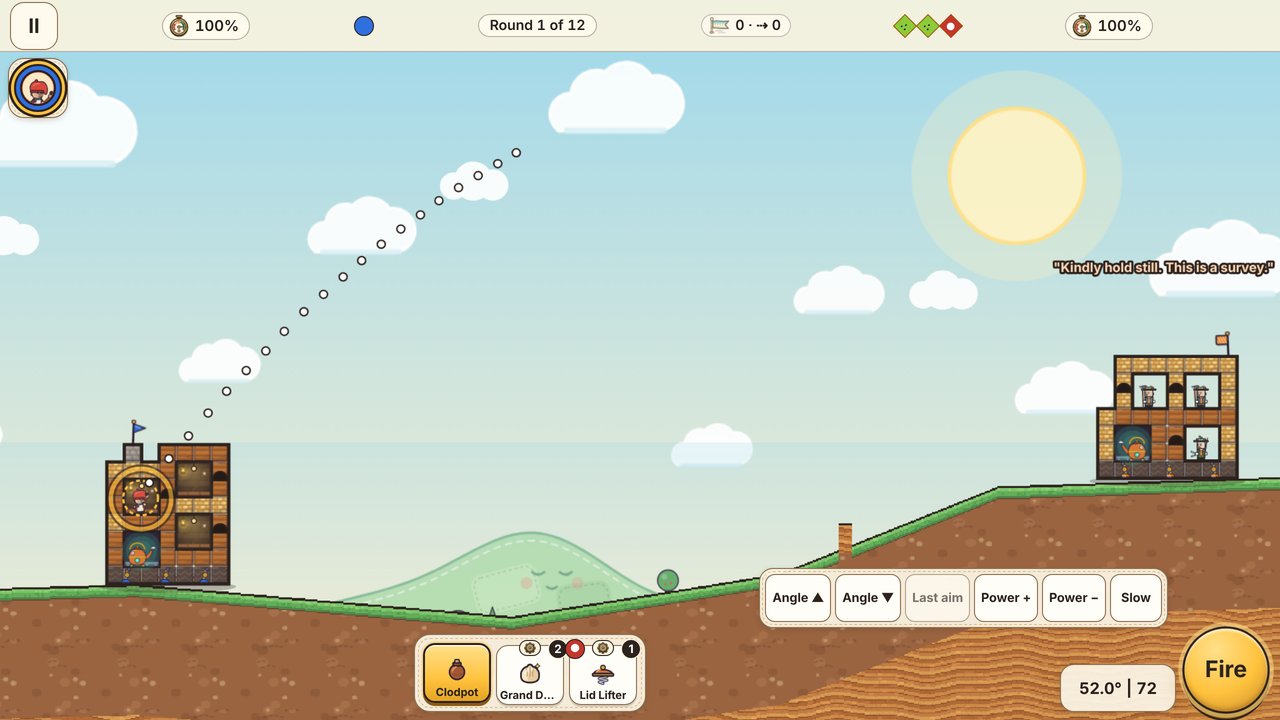 100%
Round 1 of 12
0 · ⇢ 0
100%
"Kindly hold still. This is a survey."
Angle ▲
Angle ▼
Last aim
Power +
Power −
Slow
2
1
Clodpot
Grand D...
Lid Lifter
52.0° | 72
Fire